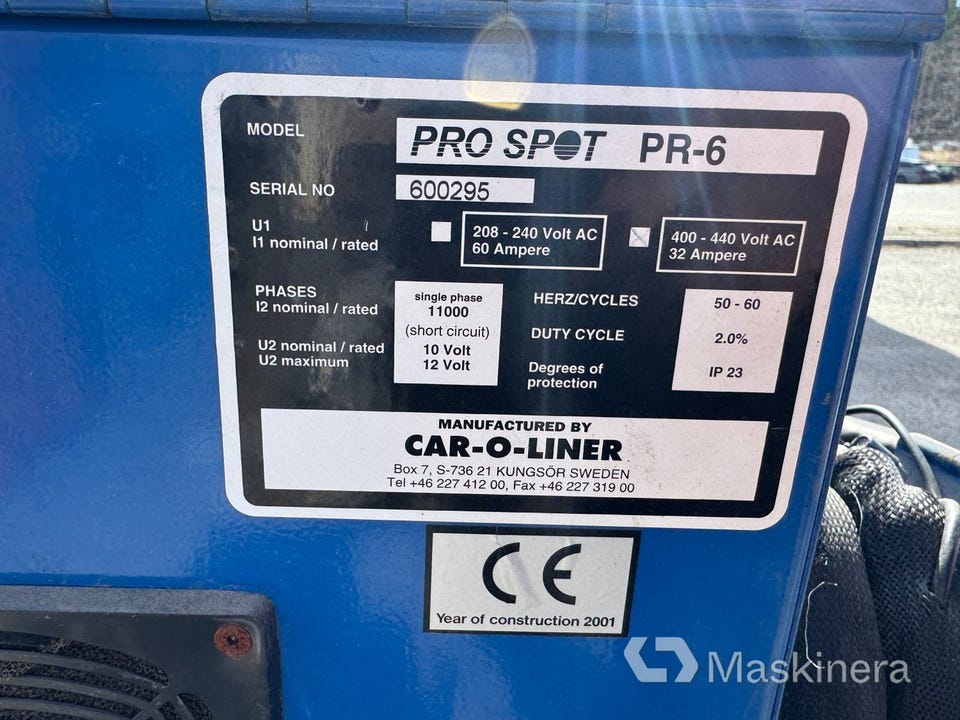 MODEL PRO SPOT PR-6
SERIAL NO 600295
U1
I1 nominal / rated
208 - 240 Volt AC
60 Ampere
400 - 440 Volt AC
32 Ampere
PHASES
I2 nominal / rated
single phase
11000
(short circuit)
U2 nominal / rated
U2 maximum
10 Volt
12 Volt
HERZ/CYCLES 50 - 60
DUTY CYCLE 2.0%
Degrees of
protection
IP 23
MANUFACTURED BY
CAR-O-LINER
Box 7, S-736 21 KUNGSÖR SWEDEN
Tel +46 227 412 00, Fax +46 227 319 00
CE
Year of construction 2001
Maskinera